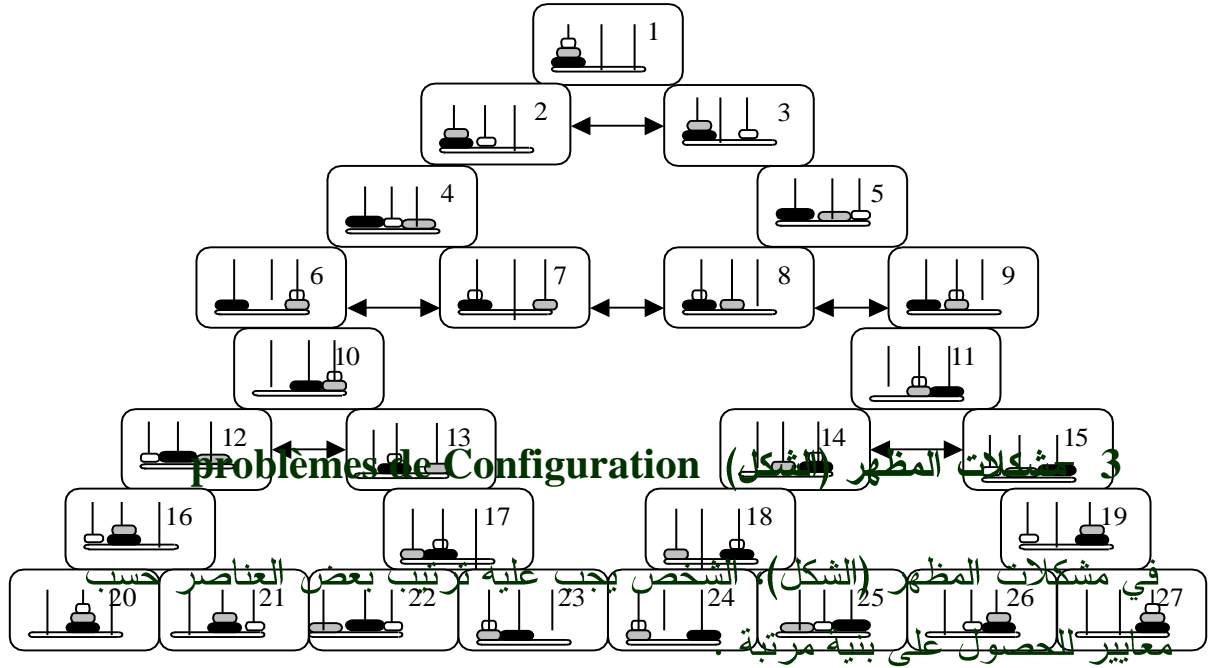 1
2 3
4 5
6 7 8 9
10 11
12 13 14 15
3 مشكلات المظهر (الشكل) problèmes de Configuration
16 17 18 19
في مشكلات المظهر (الشكل)، الشخص يجب عليه ترتيب بعض العناصر حسب
20 21 22 23 24 25 26 27
معايير للحصول على بنية مرتبة .